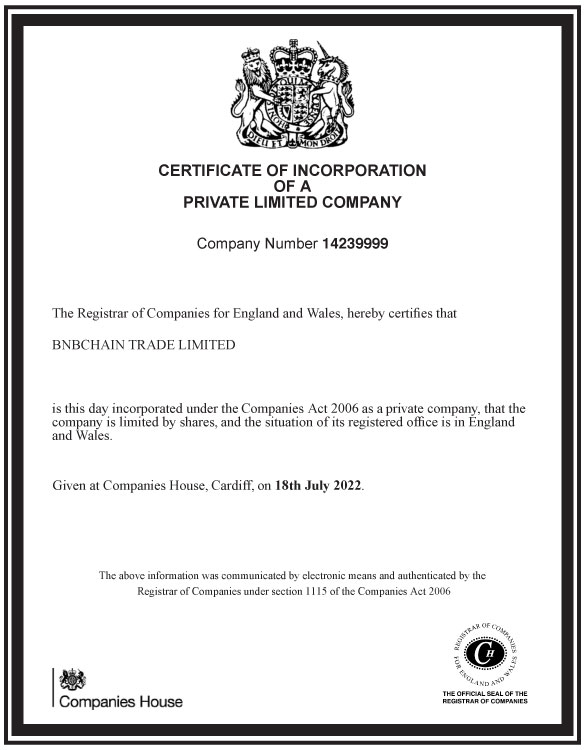 DIEU ET MON DROIT
CERTIFICATE OF INCORPORATION
OF A
PRIVATE LIMITED COMPANY
Company Number 14239999
The Registrar of Companies for England and Wales, hereby certifies that
BNBCHAIN TRADE LIMITED
is this day incorporated under the Companies Act 2006 as a private company, that the
company is limited by shares, and the situation of its registered office is in England
and Wales.
Given at Companies House, Cardiff, on 18th July 2022.
The above information was communicated by electronic means and authenticated by the
Registrar of Companies under section 1115 of the Companies Act 2006
Companies House
REGISTRAR OF COMPANIES
FOR ENGLAND AND WALES
CH
THE OFFICIAL SEAL OF THE
REGISTRAR OF COMPANIES